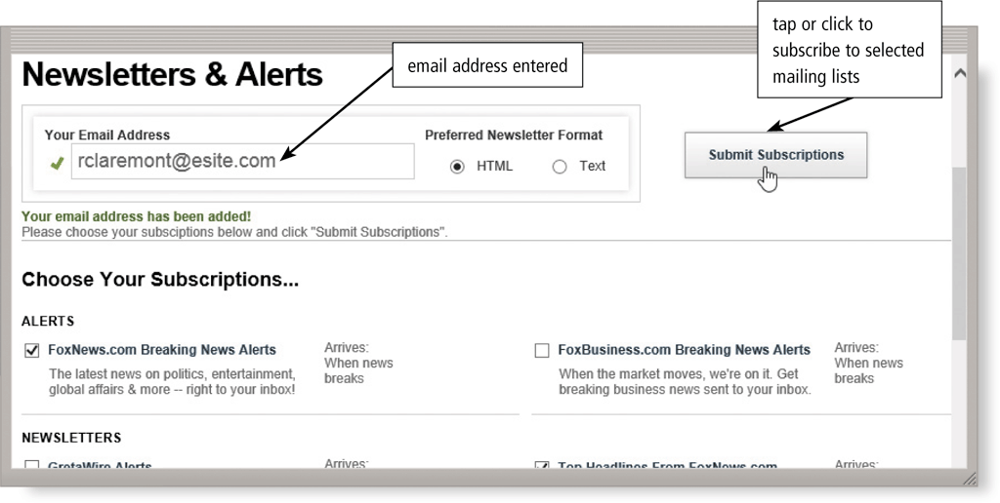 tap or click to
subscribe to selected
mailing lists
email address entered
Newsletters & Alerts
Your Email Address
rclaremont@esite.com
Preferred Newsletter Format
HTML
Text
Submit Subscriptions
Your email address has been added!
Please choose your subsciptions below and click "Submit Subscriptions".
Choose Your Subscriptions...
ALERTS
FoxNews.com Breaking News Alerts
The latest news on politics, entertainment,
global affairs & more -- right to your inbox!
Arrives:
When news
breaks
FoxBusiness.com Breaking News Alerts
When the market moves, we're on it. Get
breaking business news sent to your inbox.
Arrives:
When news
breaks
NEWSLETTERS
GretaWire Alerts
Arrives:
Top Headlines From FoxNews.com
Arrives: